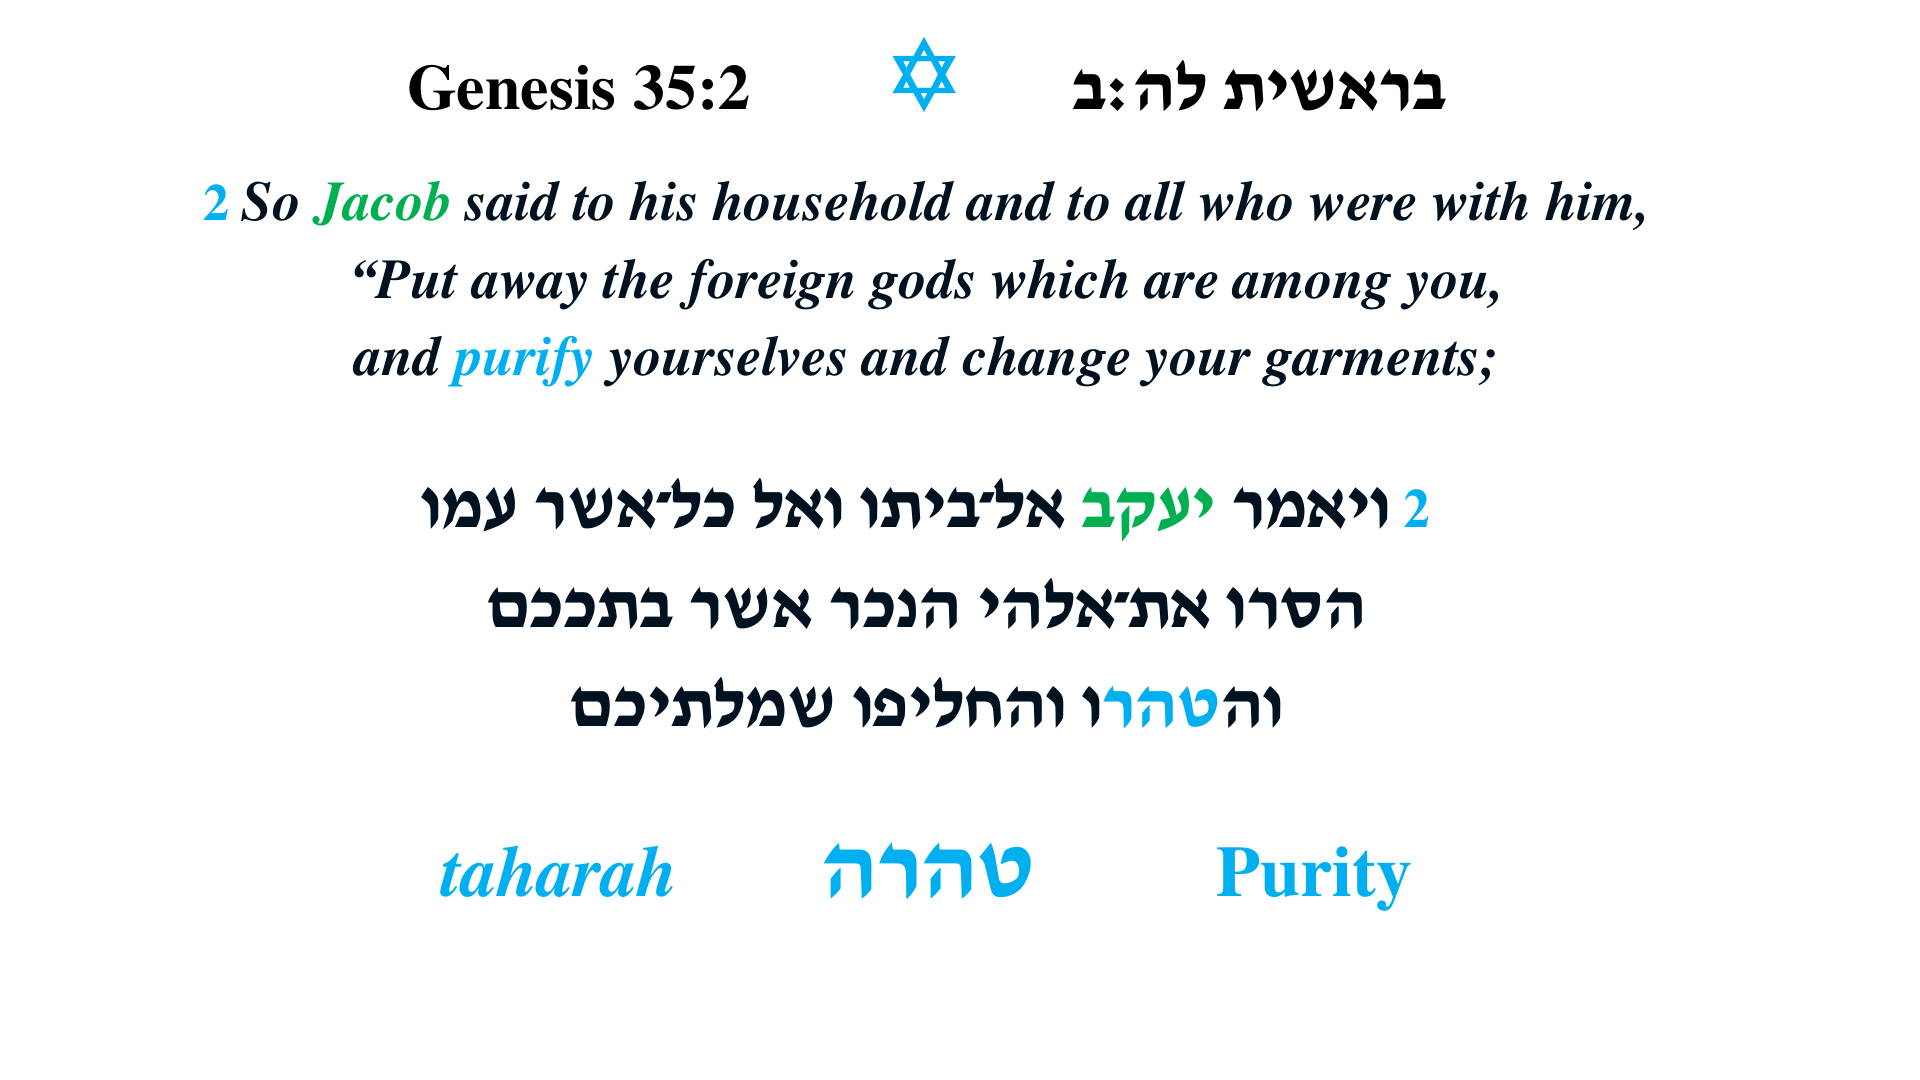 Genesis 35:2 ✡ בראשית לה:ב
2 So Jacob said to his household and to all who were with him,
“Put away the foreign gods which are among you,
and purify yourselves and change your garments;
2 ויאמר יעקב אל־ביתו ואל כל־אשר עמו
הסרו את־אלהי הנכר אשר בתככם
והטהרו והחליפו שמלתיכם
taharah טהרה Purity